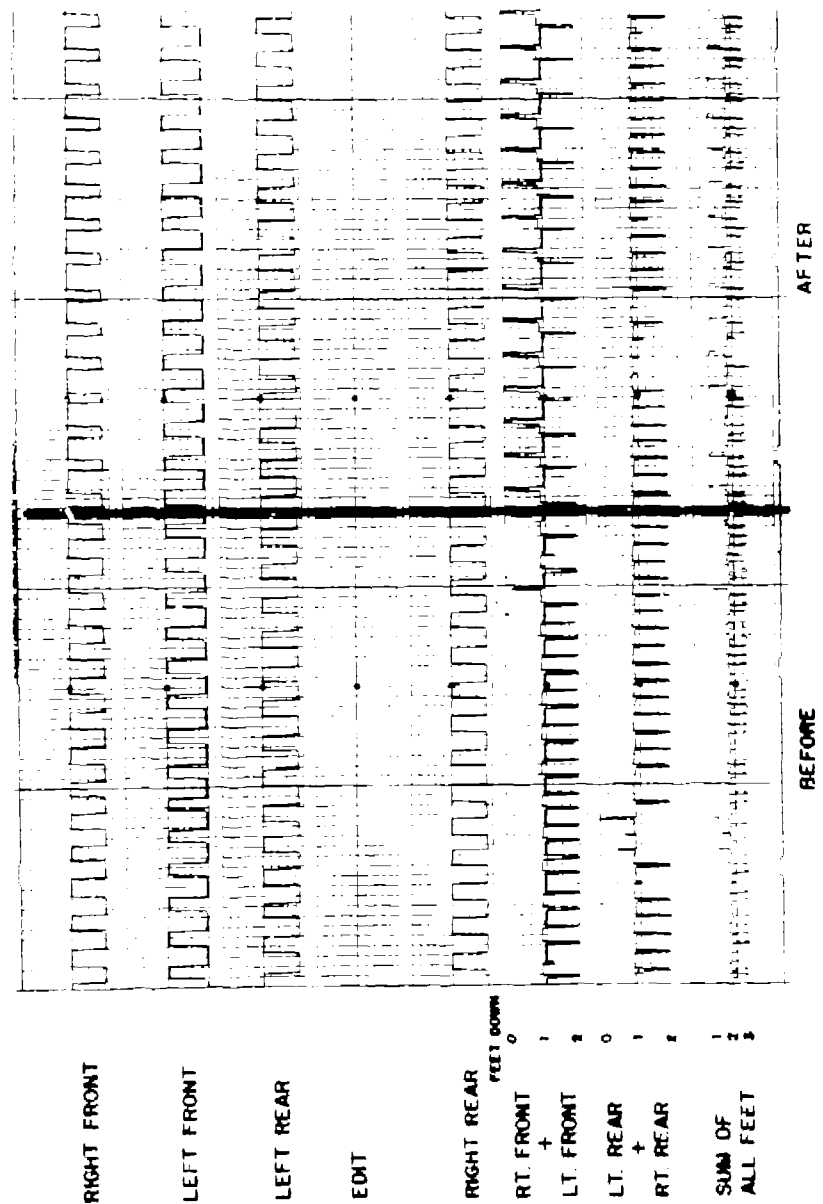 RIGHT FRONT
LEFT FRONT
LEFT REAR
EDIT
RIGHT REAR
FEET DOWN
RT. FRONT 0
+ 1
LT. FRONT 2
LT. REAR 0
+ 1
RT. REAR 2
SUM OF 1
2
ALL FEET 3
BEFORE
AFTER